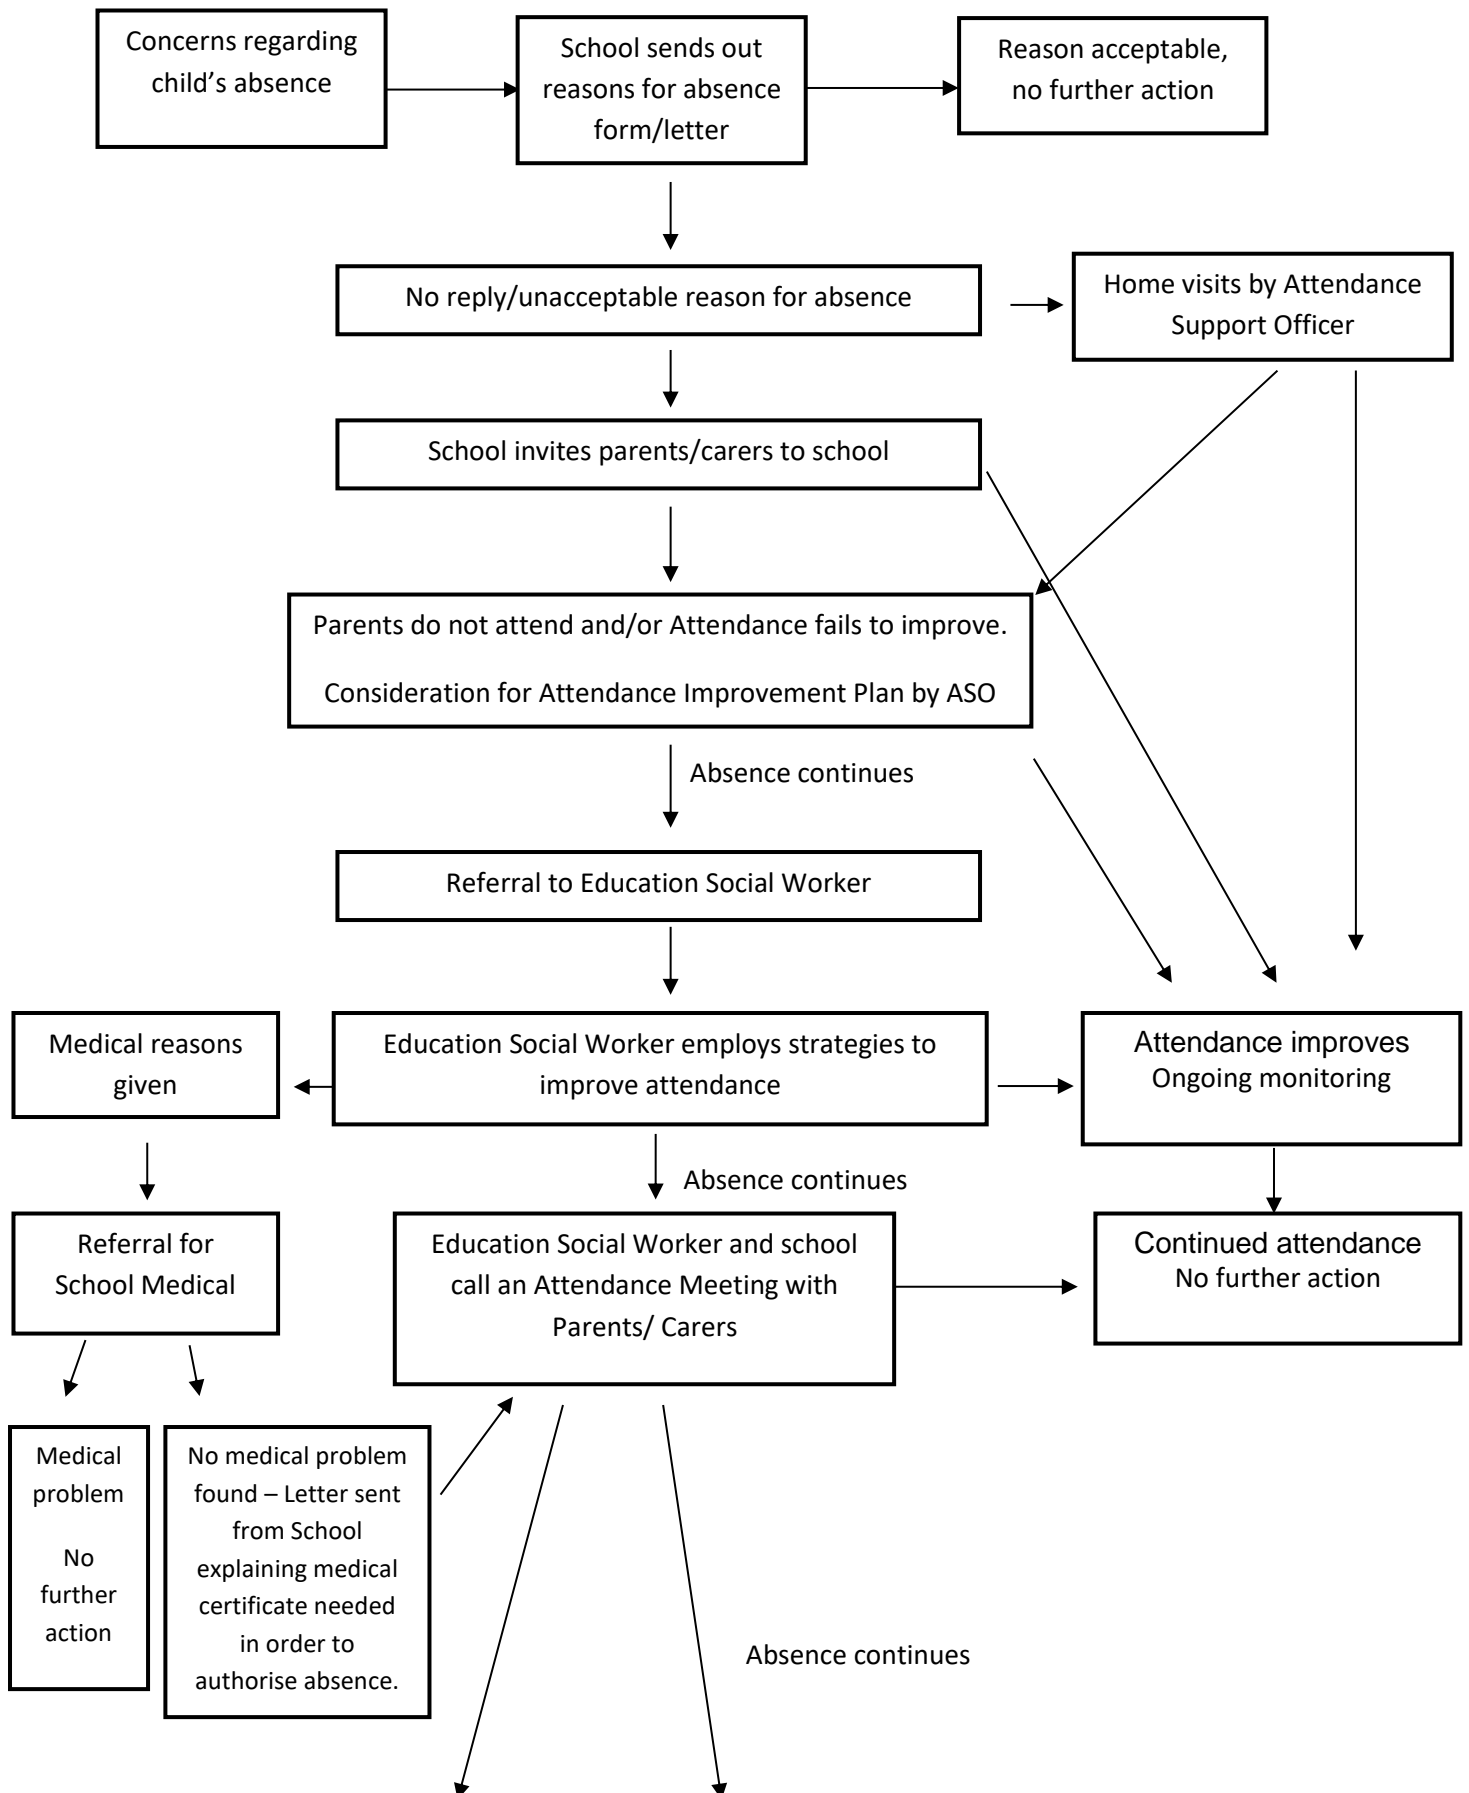 Concerns regarding
child’s absence
School sends out
reasons for absence
form/letter
Reason acceptable,
no further action
No reply/unacceptable reason for absence
Home visits by Attendance
Support Officer
School invites parents/carers to school
Parents do not attend and/or Attendance fails to improve.
Consideration for Attendance Improvement Plan by ASO
Absence continues
Referral to Education Social Worker
Medical reasons
given
Education Social Worker employs strategies to
improve attendance
Attendance improves
Ongoing monitoring
Absence continues
Referral for
School Medical
Education Social Worker and school
call an Attendance Meeting with
Parents/ Carers
Continued attendance
No further action
Medical
problem
No
further
action
No medical problem
found – Letter sent
from School
explaining medical
certificate needed
in order to
authorise absence.
Absence continues